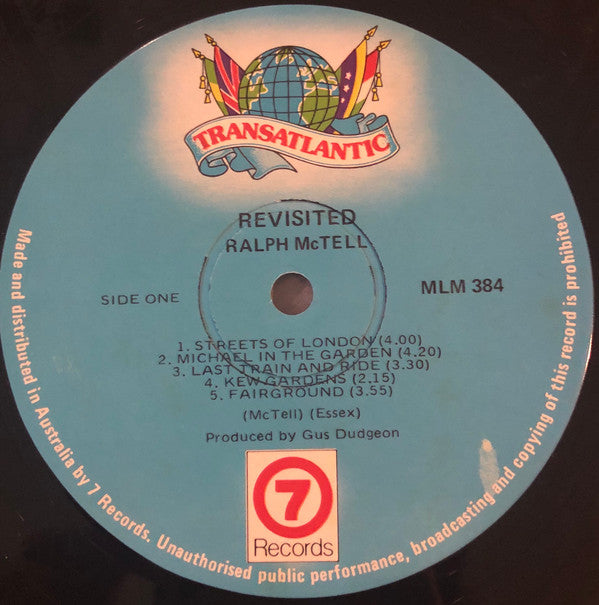 TRANSATLANTIC
REVISITED
RALPH McTELL
SIDE ONE
MLM 384
1. STREETS OF LONDON (4.00)
2. MICHAEL IN THE GARDEN (4.20)
3. LAST TRAIN AND RIDE (3.30)
4. KEW GARDENS (2.15)
5. FAIRGROUND (3.55)
(McTell) (Essex)
Produced by Gus Dudgeon
7
Records
Made and distributed in Australia by 7 Records. Unauthorised public performance, broadcasting and copying of this record is prohibited